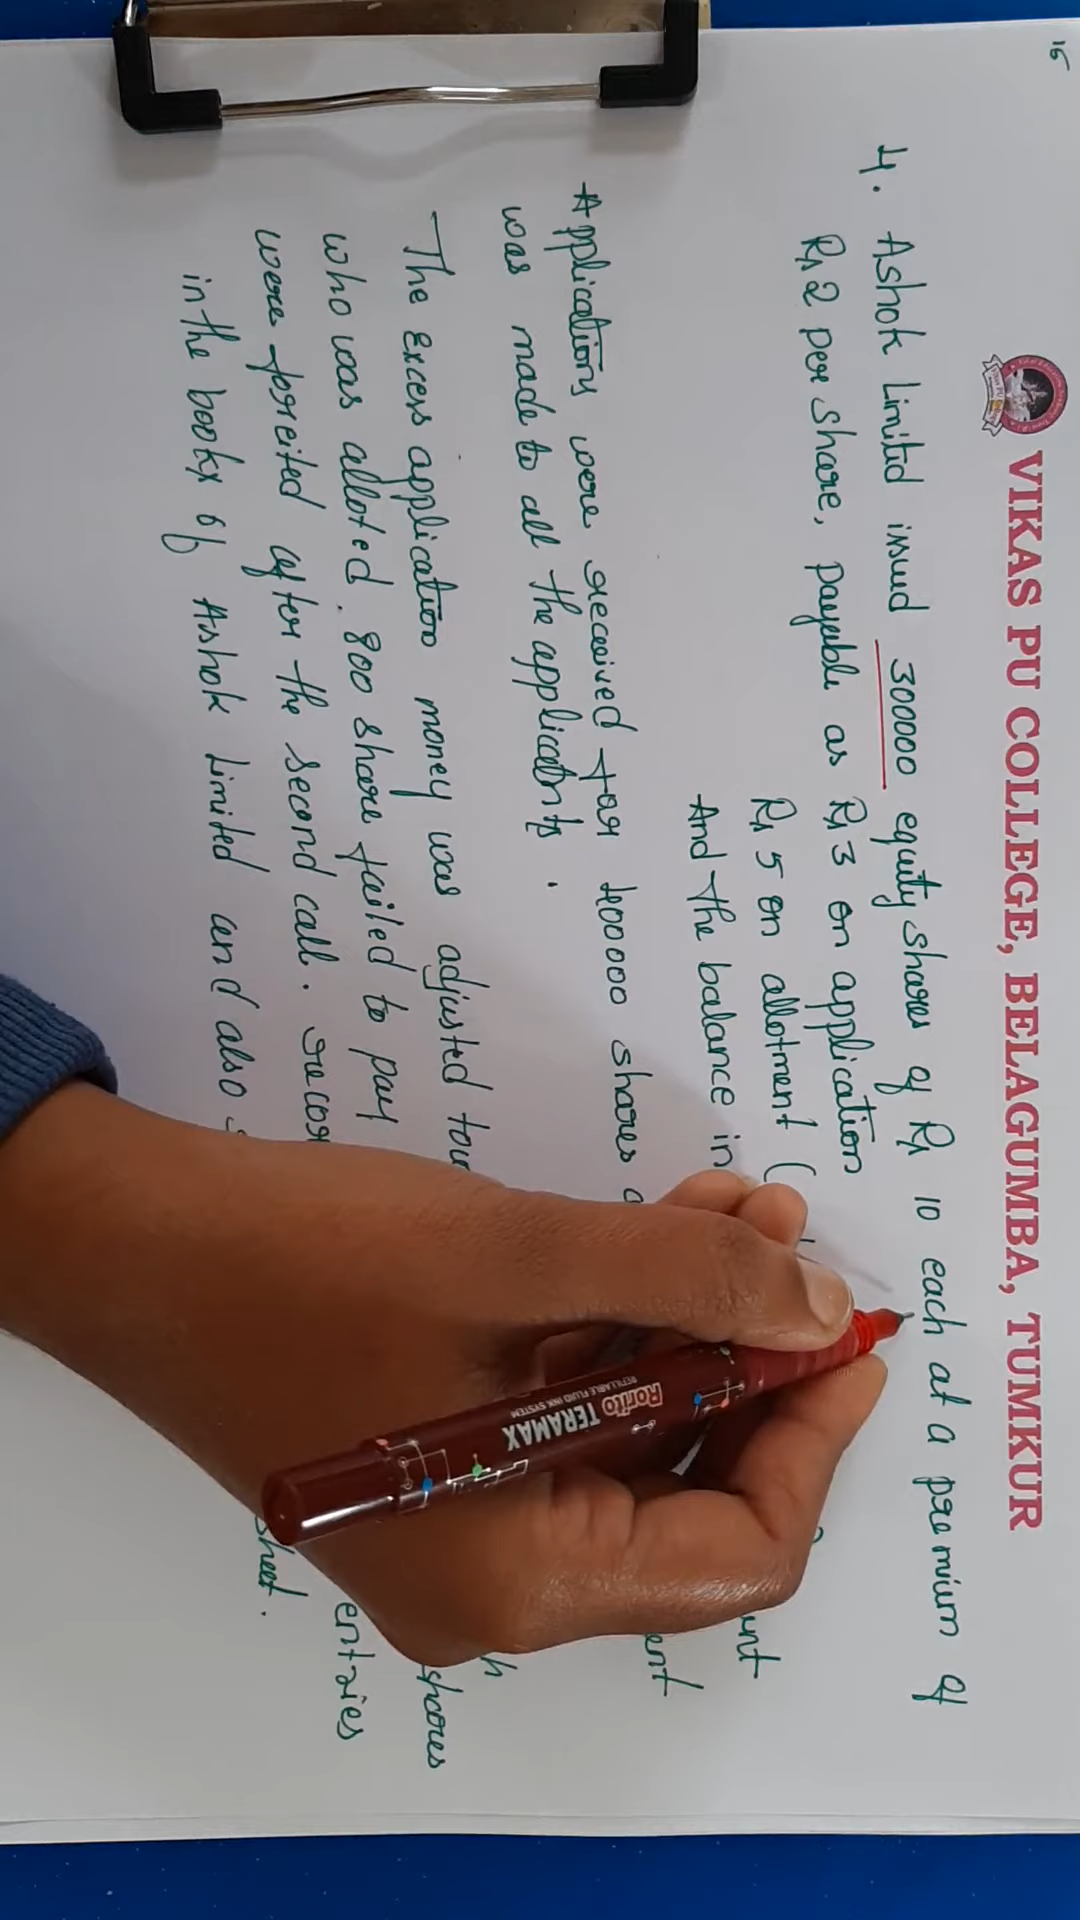 15
VIKAS PU COLLEGE, BELAGUMBA, TUMKUR
4. Ashok Limited issued 300000 equity shares of Rs 10 each at a premium of
Rs 2 per share, payable as Rs 3 on application
Rs 5 on allotment (
And the balance in
Applications were received for 400000 shares
was made to all the applicants.
The excess application money was adjusted
who was alloted 800 share failed to pay shares
were forfeited after the second call. entries
in the books of Ashok Limited and also sheet.
Rorito TERAMAX
REFILLABLE FLUID INK SYSTEM